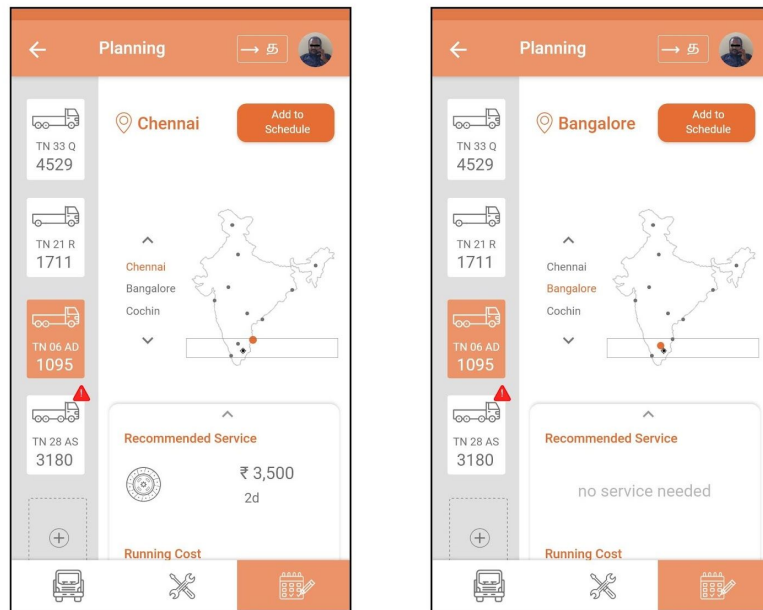 Planning
→ த
TN 33 Q
4529
TN 21 R
1711
TN 06 AD
1095
TN 28 AS
3180
Chennai
Add to
Schedule
Chennai
Bangalore
Cochin
Recommended Service
₹ 3,500
2d
Running Cost
Planning
→ த
TN 33 Q
4529
TN 21 R
1711
TN 06 AD
1095
TN 28 AS
3180
Bangalore
Add to
Schedule
Chennai
Bangalore
Cochin
Recommended Service
no service needed
Running Cost